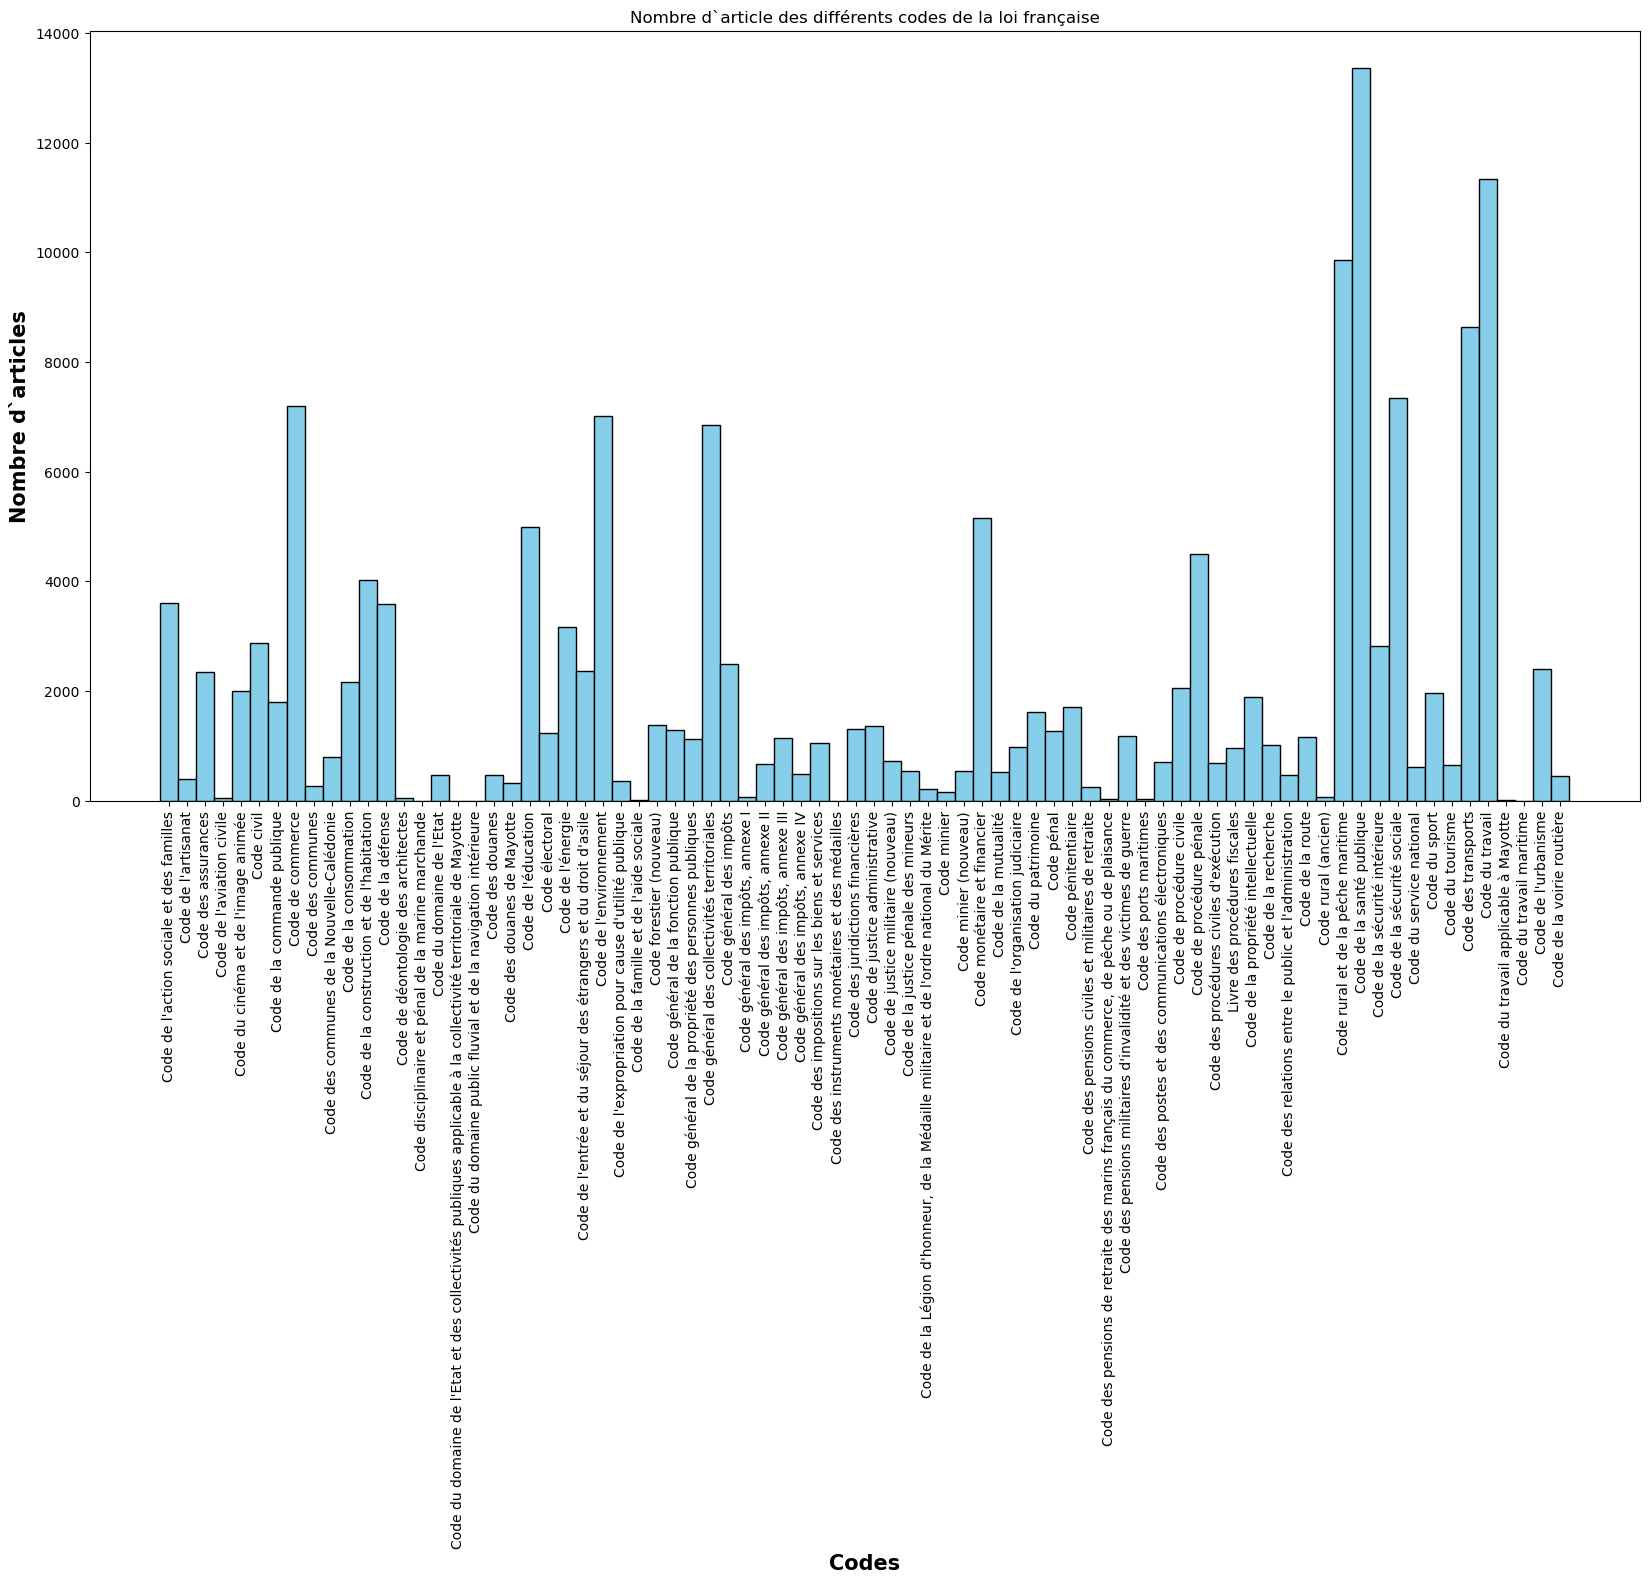 Nombre d`article des différents codes de la loi française
14000
12000
10000
8000
6000
4000
2000
0
Nombre d`articles
Code de l'action sociale et des familles
Code de l'artisanat
Code des assurances
Code de l'aviation civile
Code du cinéma et de l'image animée
Code civil
Code de la commande publique
Code de commerce
Code des communes
Code des communes de la Nouvelle-Calédonie
Code de la consommation
Code de la construction et de l'habitation
Code de la défense
Code de déontologie des architectes
Code disciplinaire et pénal de la marine marchande
Code du domaine de l'Etat
Code du domaine de l'Etat et des collectivités publiques applicable à la collectivité territoriale de Mayotte
Code du domaine public fluvial et de la navigation intérieure
Code des douanes
Code des douanes de Mayotte
Code de l'éducation
Code électoral
Code de l'énergie
Code de l'entrée et du séjour des étrangers et du droit d'asile
Code de l'environnement
Code de l'expropriation pour cause d'utilité publique
Code de la famille et de l'aide sociale
Code forestier (nouveau)
Code général de la fonction publique
Code général de la propriété des personnes publiques
Code général des collectivités territoriales
Code général des impôts
Code général des impôts, annexe I
Code général des impôts, annexe II
Code général des impôts, annexe III
Code général des impôts, annexe IV
Code des impositions sur les biens et services
Code des instruments monétaires et des médailles
Code des juridictions financières
Code de justice administrative
Code de justice militaire (nouveau)
Code de la justice pénale des mineurs
Code de la Légion d'honneur, de la Médaille militaire et de l'ordre national du Mérite
Code minier
Code minier (nouveau)
Code monétaire et financier
Code de la mutualité
Code de l'organisation judiciaire
Code du patrimoine
Code pénal
Code pénitentiaire
Code des pensions civiles et militaires de retraite
Code des pensions de retraite des marins français du commerce, de pêche ou de plaisance
Code des pensions militaires d'invalidité et des victimes de guerre
Code des ports maritimes
Code des postes et des communications électroniques
Code de procédure civile
Code de procédure pénale
Code des procédures civiles d'exécution
Livre des procédures fiscales
Code de la propriété intellectuelle
Code de la recherche
Code des relations entre le public et l'administration
Code de la route
Code rural (ancien)
Code rural et de la pêche maritime
Code de la santé publique
Code de la sécurité intérieure
Code de la sécurité sociale
Code du service national
Code du sport
Code du tourisme
Code des transports
Code du travail
Code du travail applicable à Mayotte
Code du travail maritime
Code de l'urbanisme
Code de la voirie routière
Codes